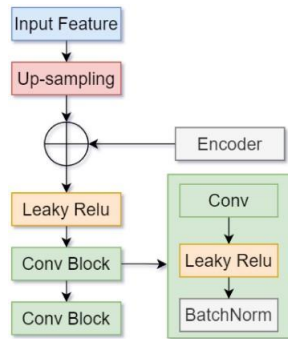 Input Feature
Up-sampling
Encoder
Leaky Relu
Conv Block
Conv Block
Conv
Leaky Relu
BatchNorm